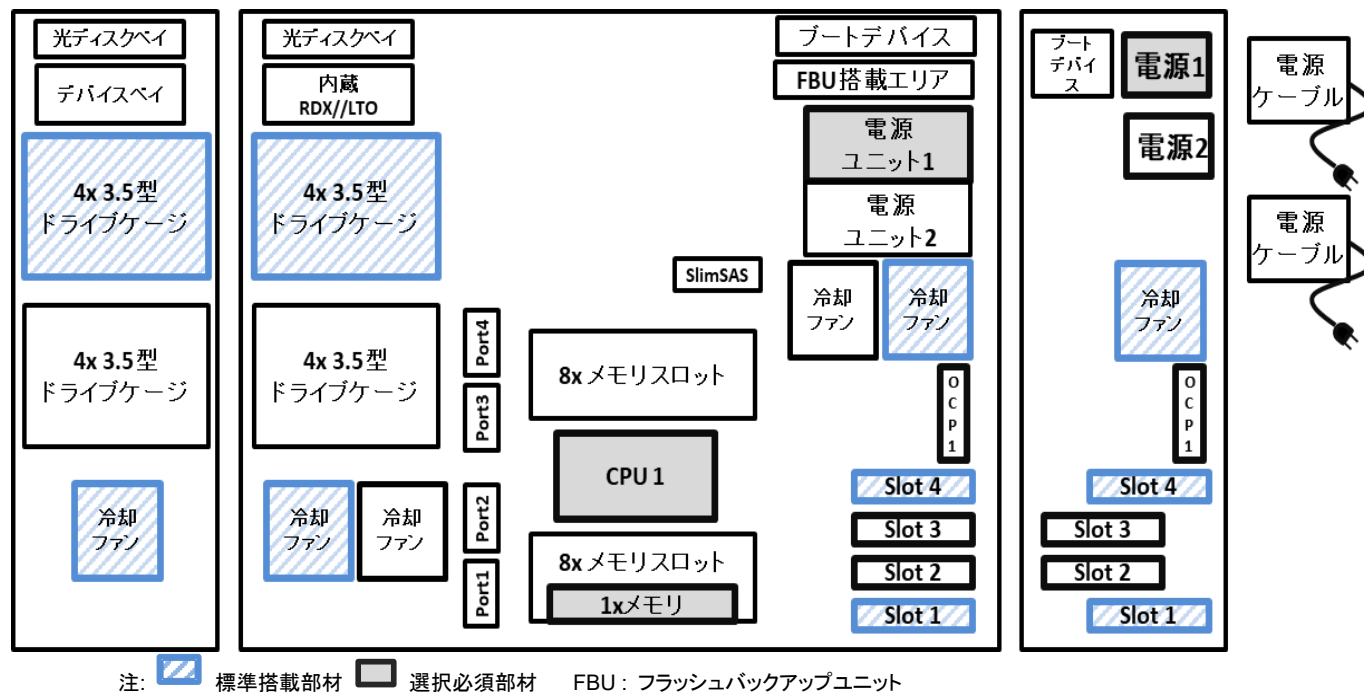 光ディスクベイ
デバイスベイ
4x 3.5型
ドライブケージ
4x 3.5型
ドライブケージ
冷却
ファン
光ディスクベイ
内蔵
RDX//LTO
4x 3.5型
ドライブケージ
4x 3.5型
ドライブケージ
冷却
ファン
冷却
ファン
Port4
Port3
Port2
Port1
SlimSAS
8xメモリスロット
CPU 1
8xメモリスロット
1xメモリ
ブートデバイス
FBU搭載エリア
電源
ユニット1
電源
ユニット2
冷却
ファン
冷却
ファン
O
C
P
1
Slot 4
Slot 3
Slot 2
Slot 1
ブート
デバイ
ス
電源1
電源2
冷却
ファン
O
C
P
1
Slot 4
Slot 3
Slot 2
Slot 1
電源
ケーブル
電源
ケーブル
注: 標準搭載部材 選択必須部材 FBU : フラッシュバックアップユニット